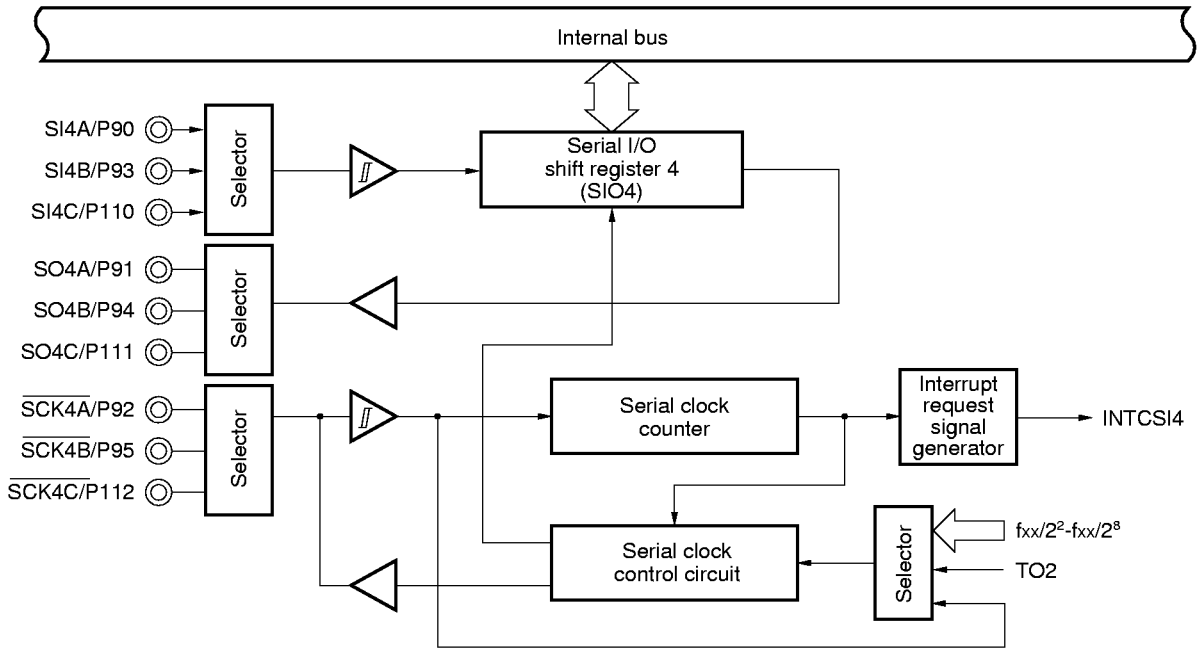 Internal bus
SI4A/P90
SI4B/P93
SI4C/P110
Selector
Serial I/O
shift register 4
(SIO4)
SO4A/P91
SO4B/P94
SO4C/P111
Selector
SCK4A/P92
SCK4B/P95
SCK4C/P112
Selector
Serial clock
counter
Interrupt
request
signal
generator
INTCSI4
Serial clock
control circuit
Selector
fxx/2²-fxx/2⁸
TO2